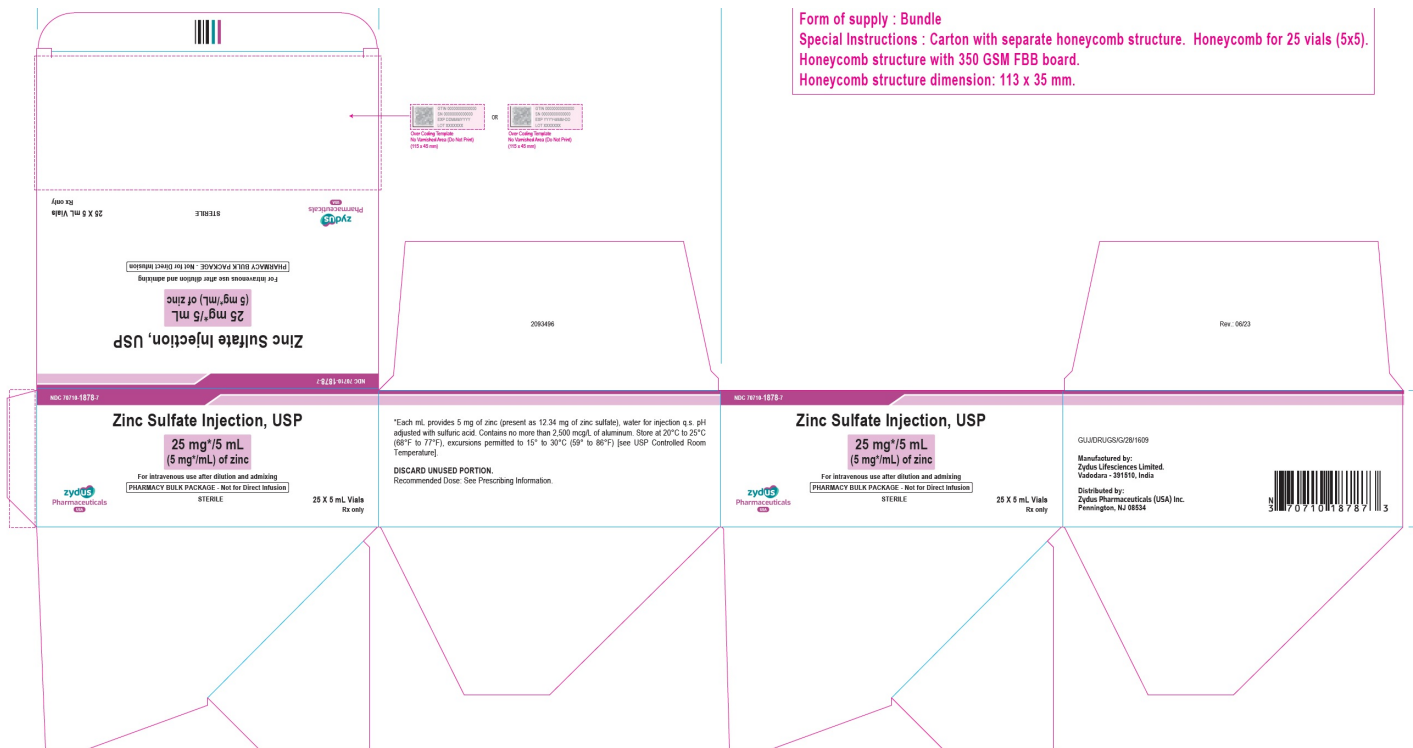 Form of supply : Bundle
Special Instructions : Carton with separate honeycomb structure. Honeycomb for 25 vials (5x5).
Honeycomb structure with 350 GSM FBB board.
Honeycomb structure dimension: 113 x 35 mm.
OR
Over Coding Template
No Varnished Area (Do Not Print)
(115 x 45 mm)
Over Coding Template
No Varnished Area (Do Not Print)
(115 x 45 mm)
NDC 70710-1878-7
Zinc Sulfate Injection, USP
25 mg*/5 mL
(5 mg*/mL) of zinc
For intravenous use after dilution and admixing
PHARMACY BULK PACKAGE - Not for Direct Infusion
zydus
Pharmaceuticals
USA
STERILE
25 X 5 mL Vials
Rx only
2093496
Rev.: 06/23
NDC 70710-1878-7
Zinc Sulfate Injection, USP
25 mg*/5 mL
(5 mg*/mL) of zinc
For intravenous use after dilution and admixing
PHARMACY BULK PACKAGE - Not for Direct Infusion
STERILE
zydus
Pharmaceuticals
USA
25 X 5 mL Vials
Rx only
*Each mL provides 5 mg of zinc (present as 12.34 mg of zinc sulfate), water for injection q.s. pH
adjusted with sulfuric acid. Contains no more than 2,500 mcg/L of aluminum. Store at 20°C to 25°C
(68°F to 77°F), excursions permitted to 15° to 30°C (59° to 86°F) [see USP Controlled Room
Temperature].
DISCARD UNUSED PORTION.
Recommended Dose: See Prescribing Information.
NDC 70710-1878-7
Zinc Sulfate Injection, USP
25 mg*/5 mL
(5 mg*/mL) of zinc
For intravenous use after dilution and admixing
PHARMACY BULK PACKAGE - Not for Direct Infusion
STERILE
zydus
Pharmaceuticals
USA
25 X 5 mL Vials
Rx only
GUJ/DRUGS/G/28/1609
Manufactured by:
Zydus Lifesciences Limited.
Vadodara - 391510, India
Distributed by:
Zydus Pharmaceuticals (USA) Inc.
Pennington, NJ 08534
N
3 70710 18787 3